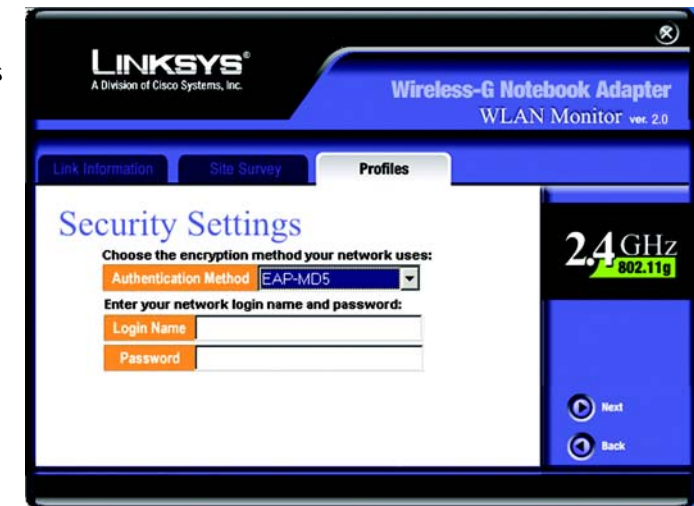 LINKSYS®
A Division of Cisco Systems, Inc.
Wireless-G Notebook Adapter
WLAN Monitor ver. 2.0
Link Information
Site Survey
Profiles
Security Settings
Choose the encryption method your network uses:
Authentication Method EAP-MD5
Enter your network login name and password:
Login Name
Password
2.4 GHz
802.11g
Next
Back